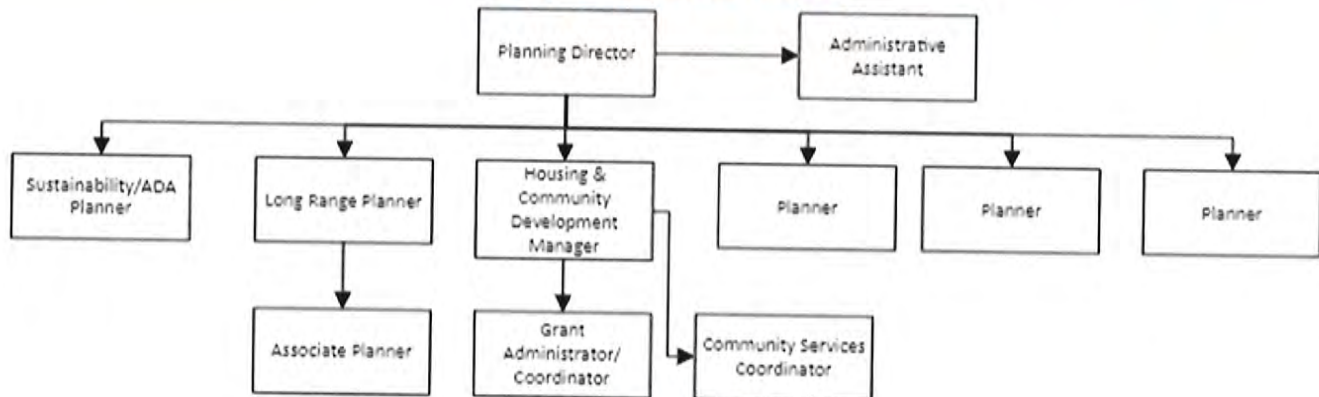 Planning Director
Administrative
Assistant
Sustainability/ADA
Planner
Long Range Planner
Housing &
Community
Development
Manager
Planner
Planner
Planner
Associate Planner
Grant
Administrator/
Coordinator
Community Services
Coordinator